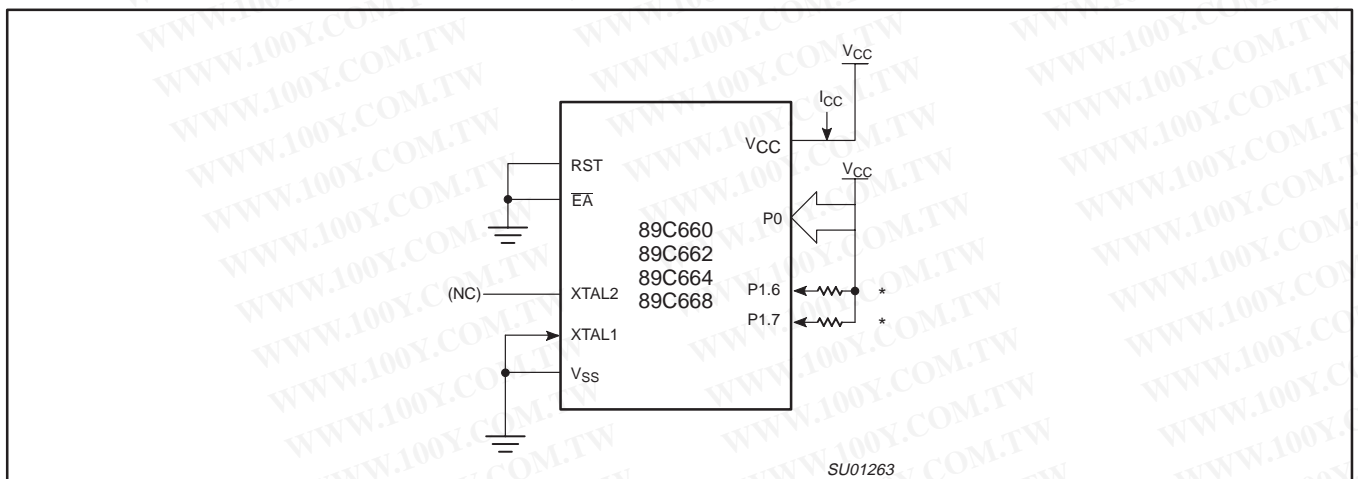 VCC
ICC
VCC
RST
EA
VCC
P0
89C660
89C662
89C664
89C668
P1.6 *
(NC) XTAL2
P1.7 *
XTAL1
VSS
SU01263
WWW.100Y.COM.TW